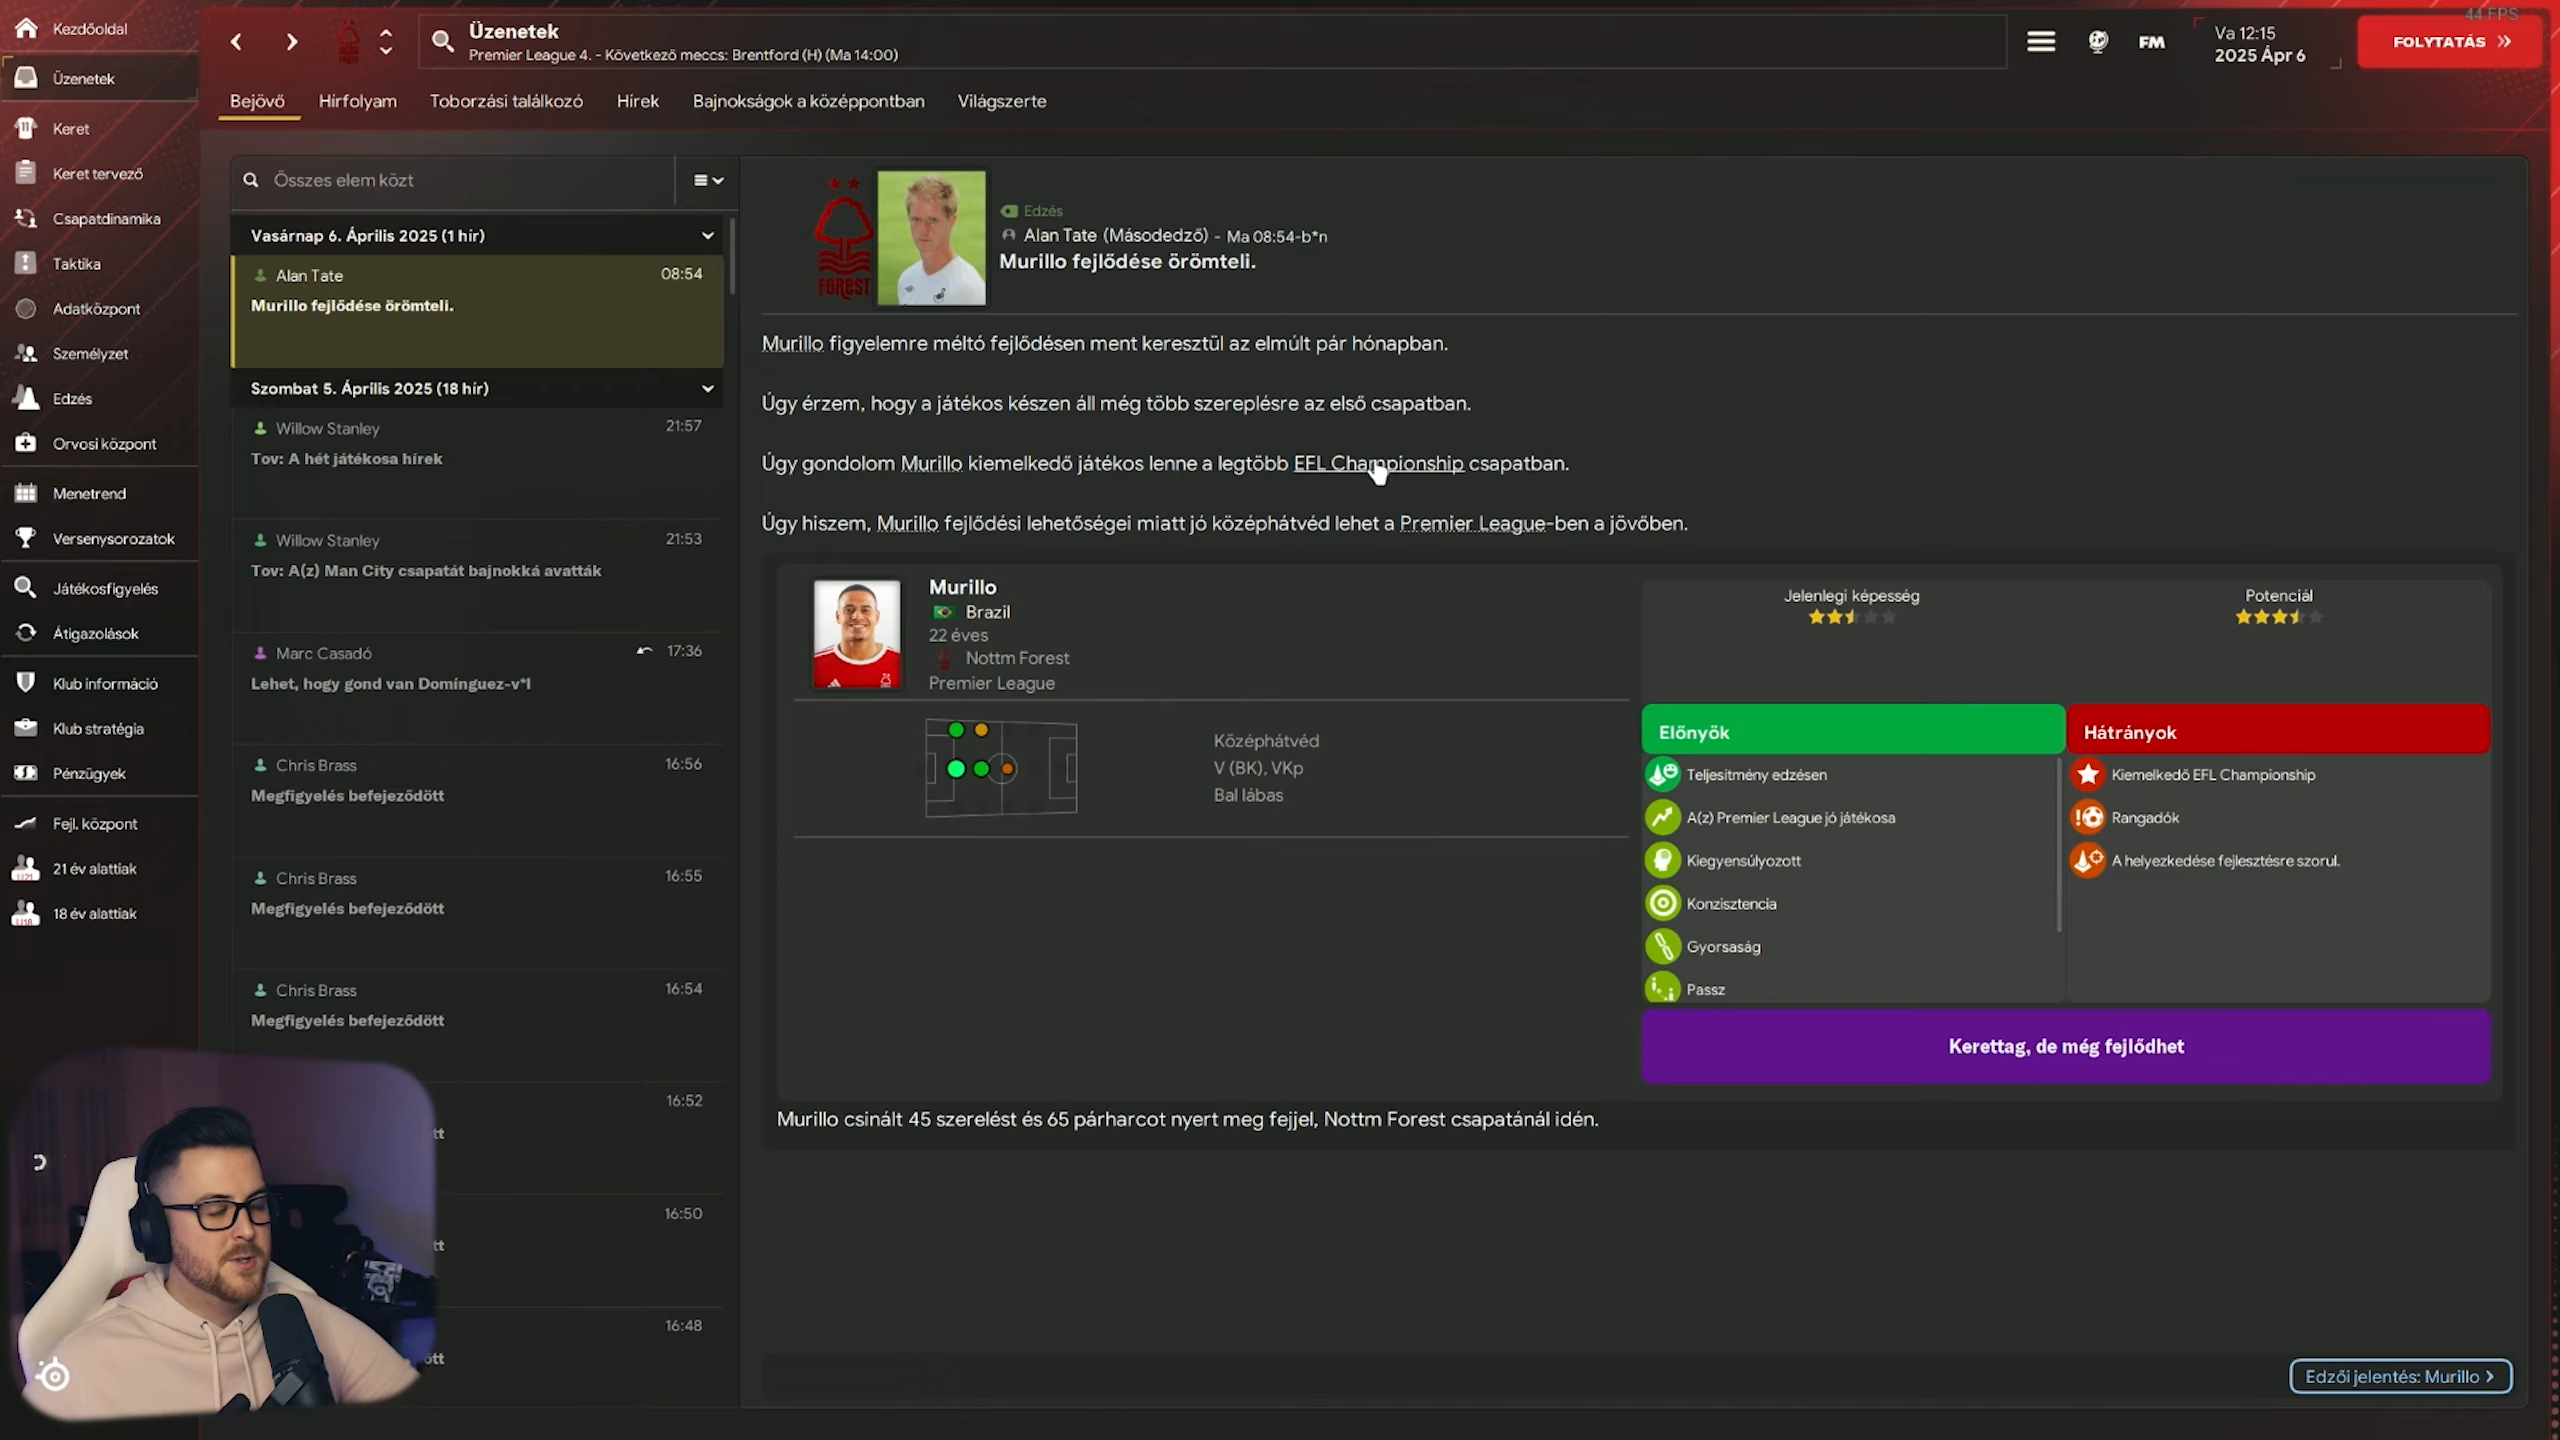 44 FPS
Kezdőoldal
Üzenetek
Keret
Keret tervező
Csapatdinamika
Taktika
Adatközpont
Személyzet
Edzés
Orvosi központ
Menetrend
Versenysorozatok
Játékosfigyelés
Átigazolások
Klub információ
Klub stratégia
Pénzügyek
Fejl. központ
U21
21 év alattiak
U18
18 év alattiak
Üzenetek
Premier League 4. - Következő meccs: Brentford (H) (Ma 14:00)
FM
Va 12:15
2025 Ápr 6
FOLYTATÁS
Bejövő
Hírfolyam
Toborzási találkozó
Hírek
Bajnokságok a középpontban
Világszerte
Összes elem közt
Vasárnap 6. Április 2025 (1 hír)
Alan Tate
08:54
Murillo fejlődése örömteli.
Szombat 5. Április 2025 (18 hír)
Willow Stanley
21:57
Tov: A hét játékosa hírek
Willow Stanley
21:53
Tov: A(z) Man City csapatát bajnokká avatták
Marc Casadó
17:36
Lehet, hogy gond van Domínguez-v*l
Chris Brass
16:56
Megfigyelés befejeződött
Chris Brass
16:55
Megfigyelés befejeződött
Chris Brass
16:54
Megfigyelés befejeződött
16:52
tt
16:50
tt
16:48
ött
FOREST
Edzés
Alan Tate (Másodedző) - Ma 08:54-b*n
Murillo fejlődése örömteli.
Murillo figyelemre méltó fejlődésen ment keresztül az elmúlt pár hónapban.
Úgy érzem, hogy a játékos készen áll még több szereplésre az első csapatban.
Úgy gondolom Murillo kiemelkedő játékos lenne a legtöbb EFL Championship csapatban.
Úgy hiszem, Murillo fejlődési lehetőségei miatt jó középhátvéd lehet a Premier League-ben a jövőben.
Murillo
Brazil
22 éves
Nottm Forest
Premier League
Középhátvéd
V (BK), VKp
Bal lábas
Jelenlegi képesség
Potenciál
Előnyök
Teljesítmény edzésen
A(z) Premier League jó játékosa
Kiegyensúlyozott
Konzisztencia
Gyorsaság
Passz
Hátrányok
Kiemelkedő EFL Championship
Rangadók
A helyezkedése fejlesztésre szorul.
Kerettag, de még fejlődhet
Murillo csinált 45 szerelést és 65 párharcot nyert meg fejjel, Nottm Forest csapatánál idén.
Edzői jelentés: Murillo